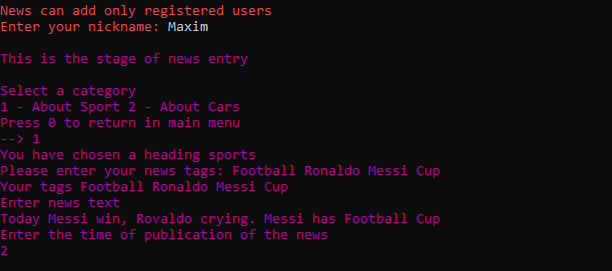 News can add only registered users
Enter your nickname: Maxim
This is the stage of news entry
Select a category
1 - About Sport 2 - About Cars
Press 0 to return in main menu
--> 1
You have chosen a heading sports
Please enter your news tags: Football Ronaldo Messi Cup
Your tags Football Ronaldo Messi Cup
Enter news text
Today Messi win, Rovaldo crying. Messi has Football Cup
Enter the time of publication of the news
2